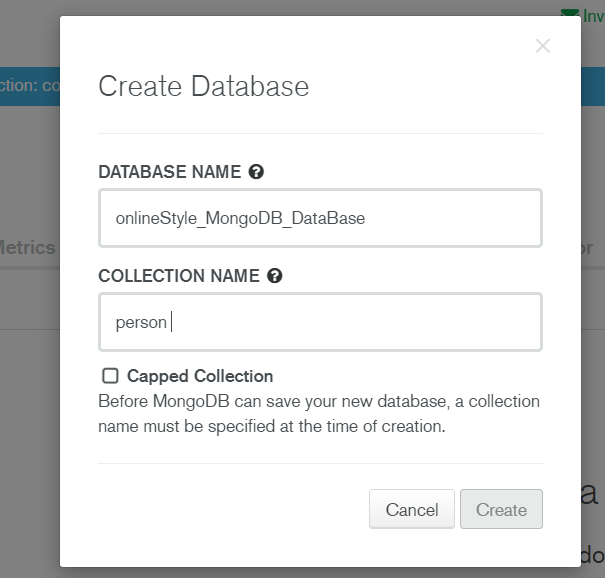 Inv
ction: co
Create Database
DATABASE NAME
onlineStyle_MongoDB_DataBase
Metrics
or
COLLECTION NAME
person
Capped Collection
Before MongoDB can save your new database, a collection
name must be specified at the time of creation.
a
Cancel
Create
do